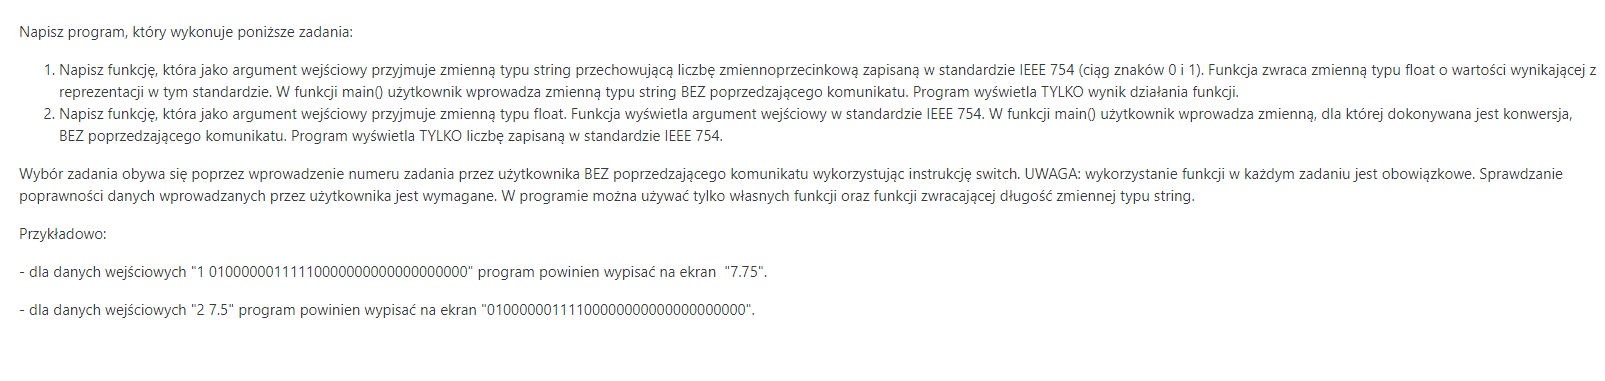 Napisz program, który wykonuje poniższe zadania:
1. Napisz funkcję, która jako argument wejściowy przyjmuje zmienną typu string przechowującą liczbę zmiennoprzecinkową zapisaną w standardzie IEEE 754 (ciąg znaków 0 i 1). Funkcja zwraca zmienną typu float o wartości wynikającej z
reprezentacji w tym standardzie. W funkcji main() użytkownik wprowadza zmienną typu string BEZ poprzedzającego komunikatu. Program wyświetla TYLKO wynik działania funkcji.
2. Napisz funkcję, która jako argument wejściowy przyjmuje zmienną typu float. Funkcja wyświetla argument wejściowy w standardzie IEEE 754. W funkcji main() użytkownik wprowadza zmienną, dla której dokonywana jest konwersja,
BEZ poprzedzającego komunikatu. Program wyświetla TYLKO liczbę zapisaną w standardzie IEEE 754.
Wybór zadania obywa się poprzez wprowadzenie numeru zadania przez użytkownika BEZ poprzedzającego komunikatu wykorzystując instrukcję switch. UWAGA: wykorzystanie funkcji w każdym zadaniu jest obowiązkowe. Sprawdzanie
poprawności danych wprowadzanych przez użytkownika jest wymagane. W programie można używać tylko własnych funkcji oraz funkcji zwracającej długość zmiennej typu string.
Przykładowo:
- dla danych wejściowych "1 01000000111110000000000000000000" program powinien wypisać na ekran "7.75".
- dla danych wejściowych "2 7.5" program powinien wypisać na ekran "01000000111100000000000000000000".